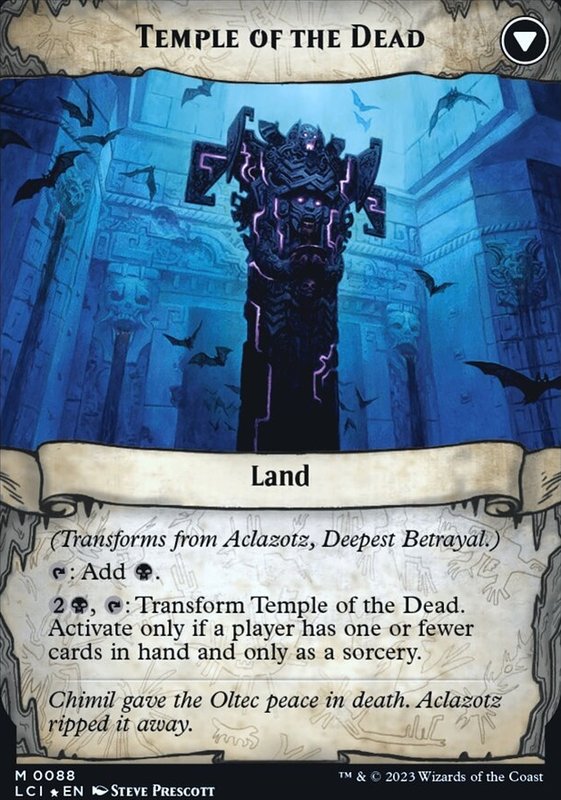 Temple of the Dead
Land
(Transforms from Aclazotz, Deepest Betrayal.)
: Add .
2, : Transform Temple of the Dead.
Activate only if a player has one or fewer
cards in hand and only as a sorcery.
Chimil gave the Oltec peace in death. Aclazotz
ripped it away.
M 0088
LCI ★ EN Steve Prescott
™ & © 2023 Wizards of the Coast